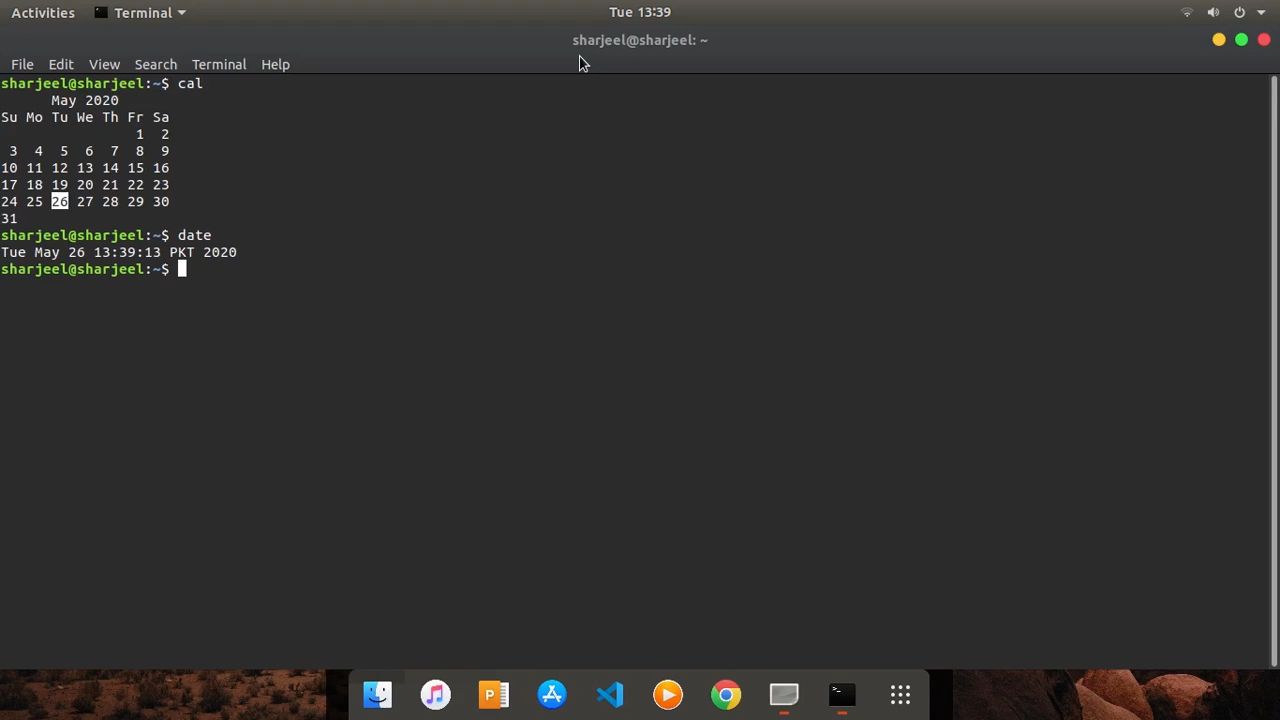 Activities Terminal Tue 13:39
sharjeel@sharjeel: ~
File Edit View Search Terminal Help
sharjeel@sharjeel:~$ cal
      May 2020
Su Mo Tu We Th Fr Sa
                1  2
 3  4  5  6  7  8  9
10 11 12 13 14 15 16
17 18 19 20 21 22 23
24 25 26 27 28 29 30
31
sharjeel@sharjeel:~$ date
Tue May 26 13:39:13 PKT 2020
sharjeel@sharjeel:~$
P >_